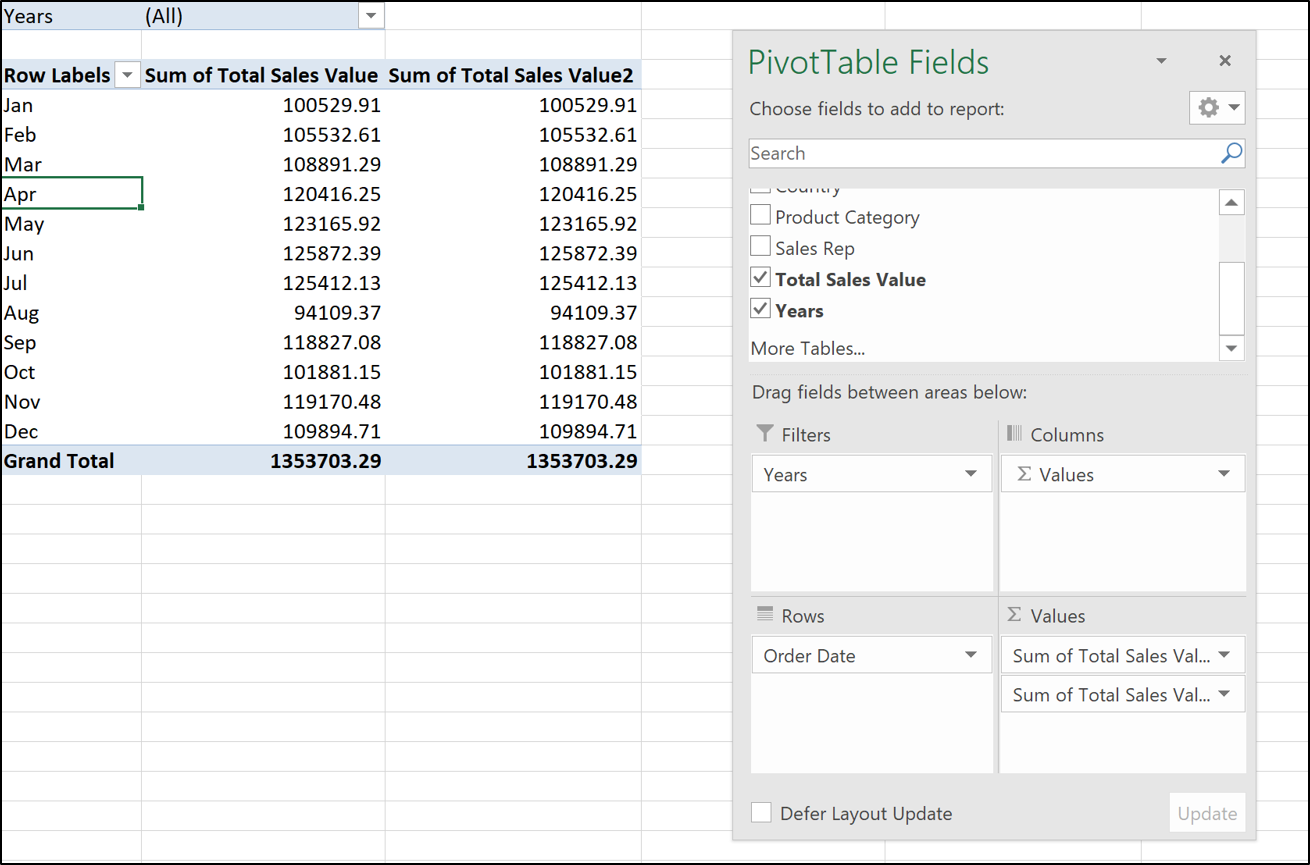 Years (All)
Row Labels Sum of Total Sales Value Sum of Total Sales Value2
Jan 100529.91 100529.91
Feb 105532.61 105532.61
Mar 108891.29 108891.29
Apr 120416.25 120416.25
May 123165.92 123165.92
Jun 125872.39 125872.39
Jul 125412.13 125412.13
Aug 94109.37 94109.37
Sep 118827.08 118827.08
Oct 101881.15 101881.15
Nov 119170.48 119170.48
Dec 109894.71 109894.71
Grand Total 1353703.29 1353703.29
PivotTable Fields
Choose fields to add to report:
Search
Country
Product Category
Sales Rep
Total Sales Value
Years
More Tables...
Drag fields between areas below:
Filters
Years
Columns
Σ Values
Rows
Order Date
Σ Values
Sum of Total Sales Val...
Sum of Total Sales Val...
Defer Layout Update
Update